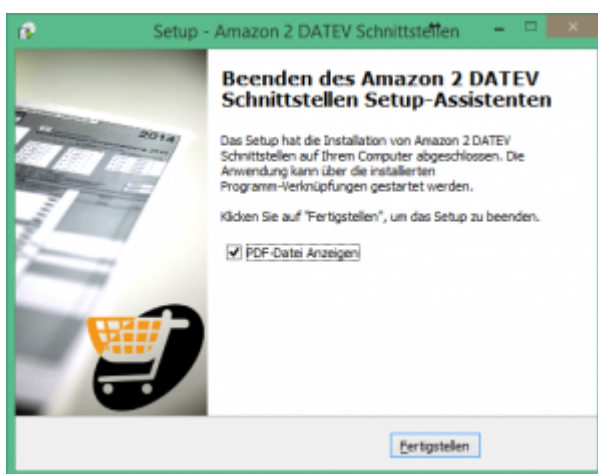 Setup - Amazon 2 DATEV Schnittstellen
Beenden des Amazon 2 DATEV
Schnittstellen Setup-Assistenten
2014
Das Setup hat die Installation von Amazon 2 DATEV
Schnittstellen auf Ihrem Computer abgeschlossen. Die
Anwendung kann über die installierten
Programm-Verknüpfungen gestartet werden.
Klicken Sie auf "Fertigstellen", um das Setup zu beenden.
PDF-Datei Anzeigen
Fertigstellen